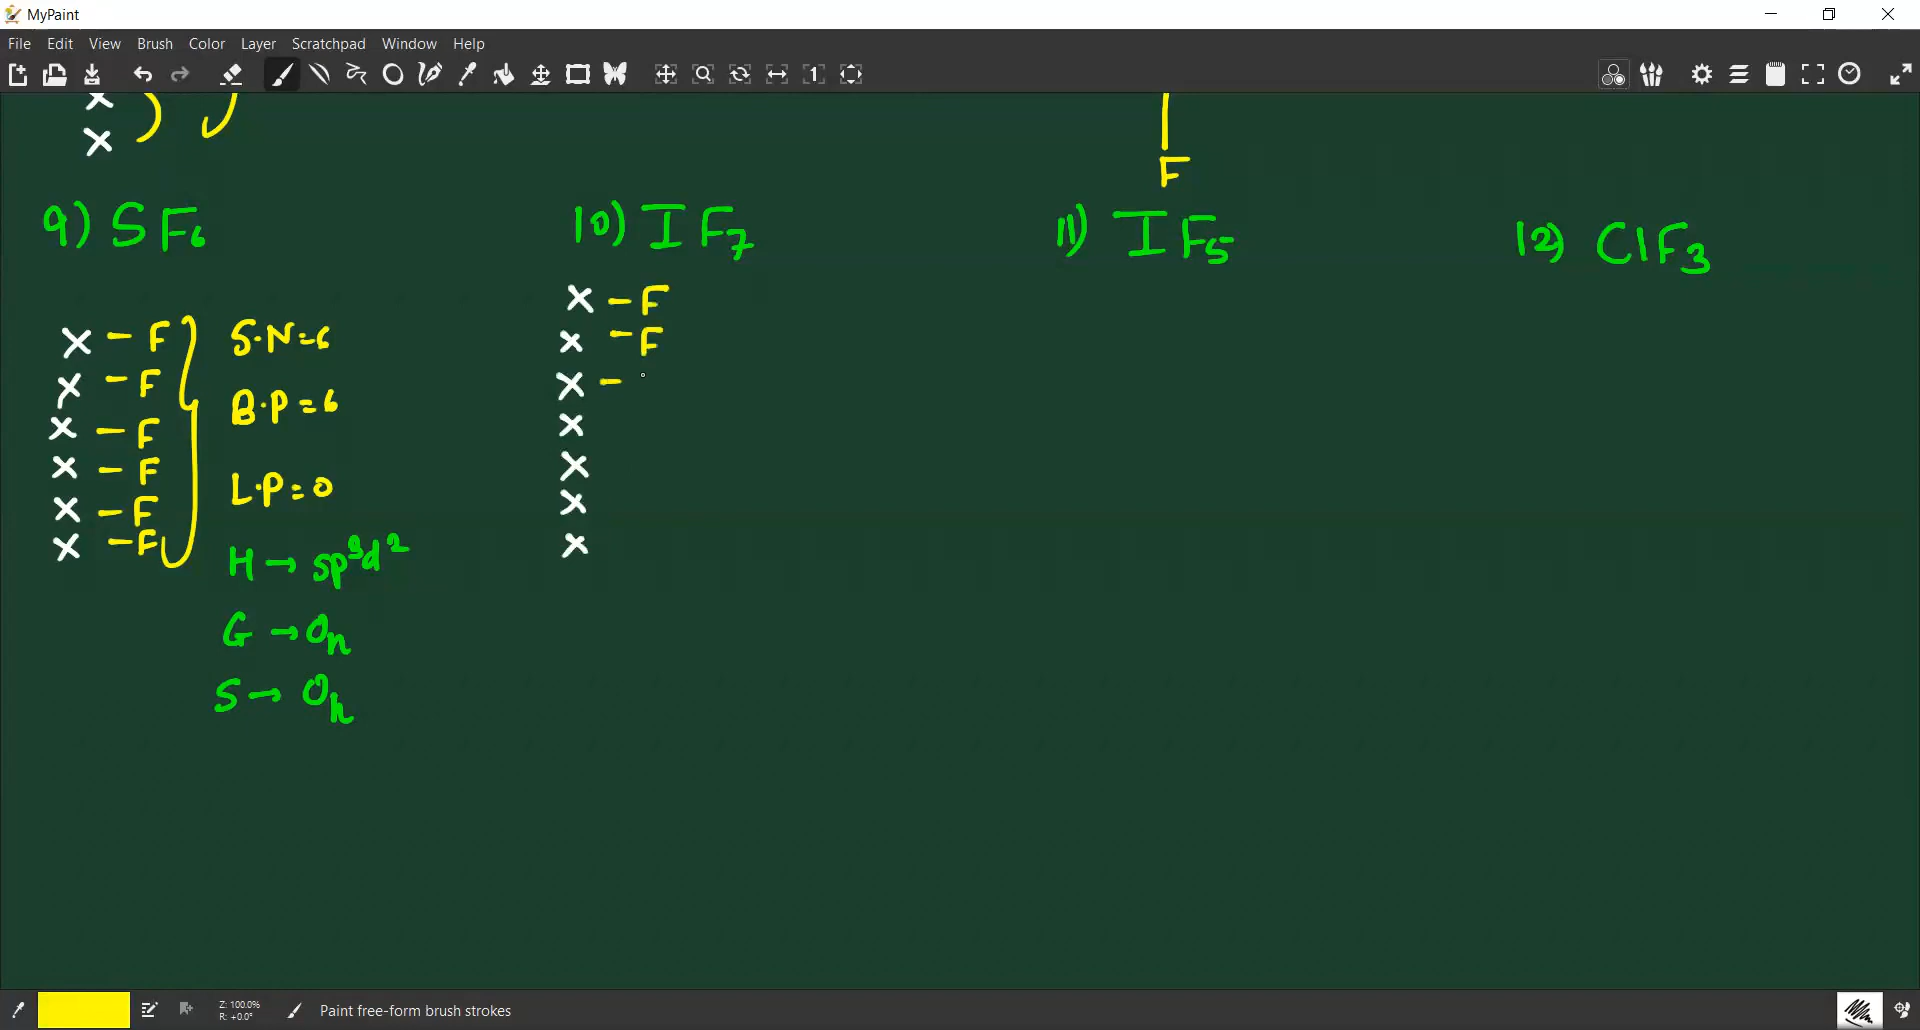 MyPaint
File Edit View Brush Color Layer Scratchpad Window Help
F
9) SF6
10) IF7
11) IF5
12) ClF3
× – F
× – F
× – F
× – F
× – F
× – F
S.N=6
B.P=6
L.P=0
H → sp³d²
G → Oh
S → Oh
× – F
× – F
× –
×
×
×
×
Z: 100.0%
R: +0.0°
Paint free-form brush strokes